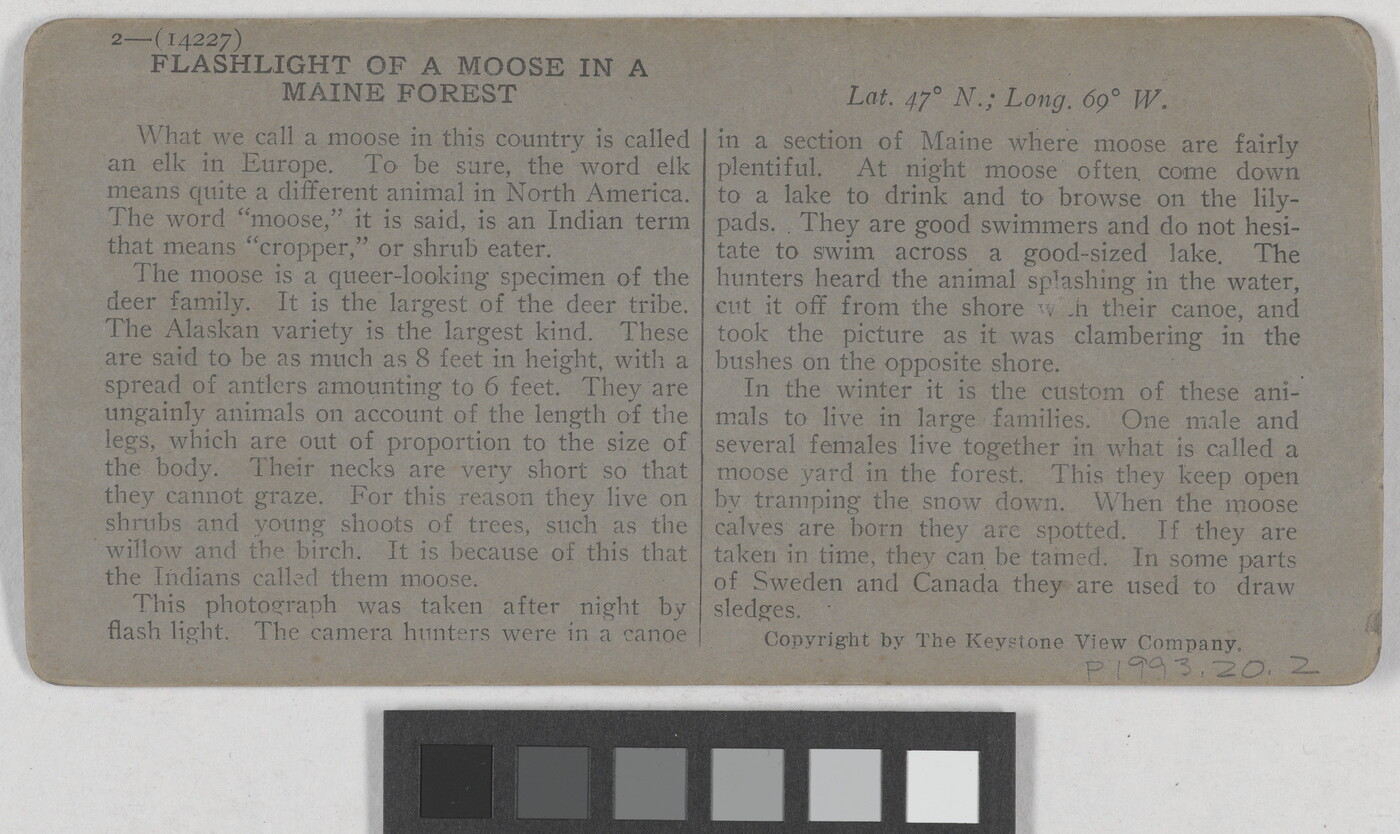 2—(14227)
FLASHLIGHT OF A MOOSE IN A
MAINE FOREST
What we call a moose in this country is called
an elk in Europe. To be sure, the word elk
means quite a different animal in North America.
The word “moose,” it is said, is an Indian term
that means “cropper,” or shrub eater.
The moose is a queer-looking specimen of the
deer family. It is the largest of the deer tribe.
The Alaskan variety is the largest kind. These
are said to be as much as 8 feet in height, with a
spread of antlers amounting to 6 feet. They are
ungainly animals on account of the length of the
legs, which are out of proportion to the size of
the body. Their necks are very short so that
they cannot graze. For this reason they live on
shrubs and young shoots of trees, such as the
willow and the birch. It is because of this that
the Indians called them moose.
This photograph was taken after night by
flash light. The camera hunters were in a canoe
Lat. 47° N.; Long. 69° W.
in a section of Maine where moose are fairly
plentiful. At night moose often come down
to a lake to drink and to browse on the lily-
pads. They are good swimmers and do not hesi-
tate to swim across a good-sized lake. The
hunters heard the animal splashing in the water,
cut it off from the shore their canoe, and
took the picture as it was clambering in the
bushes on the opposite shore.
In the winter it is the custom of these ani-
mals to live in large families. One male and
several females live together in what is called a
moose yard in the forest. This they keep open
by tramping the snow down. When the moose
calves are born they are spotted. If they are
taken in time, they can be tamed. In some parts
of Sweden and Canada they are used to draw
sledges.
Copyright by The Keystone View Company.
P1993.20.2